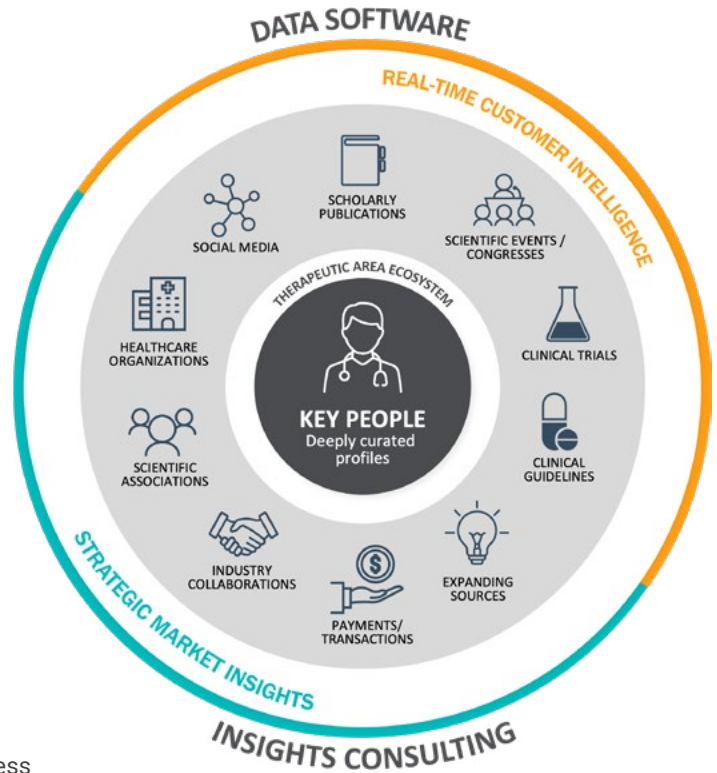 DATA SOFTWARE
REAL-TIME CUSTOMER INTELLIGENCE
SCHOLARLY
PUBLICATIONS
SOCIAL MEDIA
SCIENTIFIC EVENTS /
CONGRESSES
THERAPEUTIC AREA ECOSYSTEM
HEALTHCARE
ORGANIZATIONS
CLINICAL TRIALS
KEY PEOPLE
Deeply curated
profiles
SCIENTIFIC
ASSOCIATIONS
CLINICAL
GUIDELINES
INDUSTRY
COLLABORATIONS
EXPANDING
SOURCES
PAYMENTS/
TRANSACTIONS
STRATEGIC MARKET INSIGHTS
INSIGHTS CONSULTING
ess